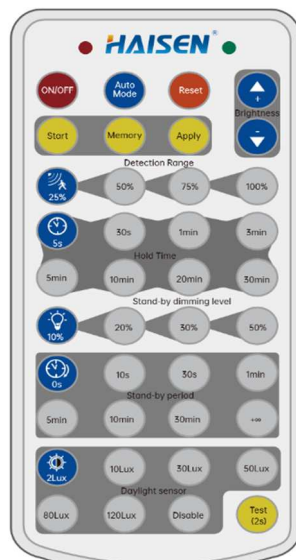 HAISEN®
ON/OFF Auto Mode Reset
Brightness
+
-
Start Memory Apply
Detection Range
25% 50% 75% 100%
5s 30s 1min 3min
Hold Time
5min 10min 20min 30min
Stand-by dimming level
10% 20% 30% 50%
0s 10s 30s 1min
Stand-by period
5min 10min 30min +∞
2Lux 10Lux 30Lux 50Lux
Daylight sensor
80Lux 120Lux Disable Test (2s)